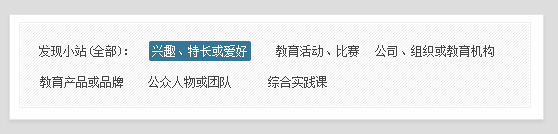 发现小站(全部): 兴趣、特长或爱好 教育活动、比赛 公司、组织或教育机构
教育产品或品牌 公众人物或团队 综合实践课